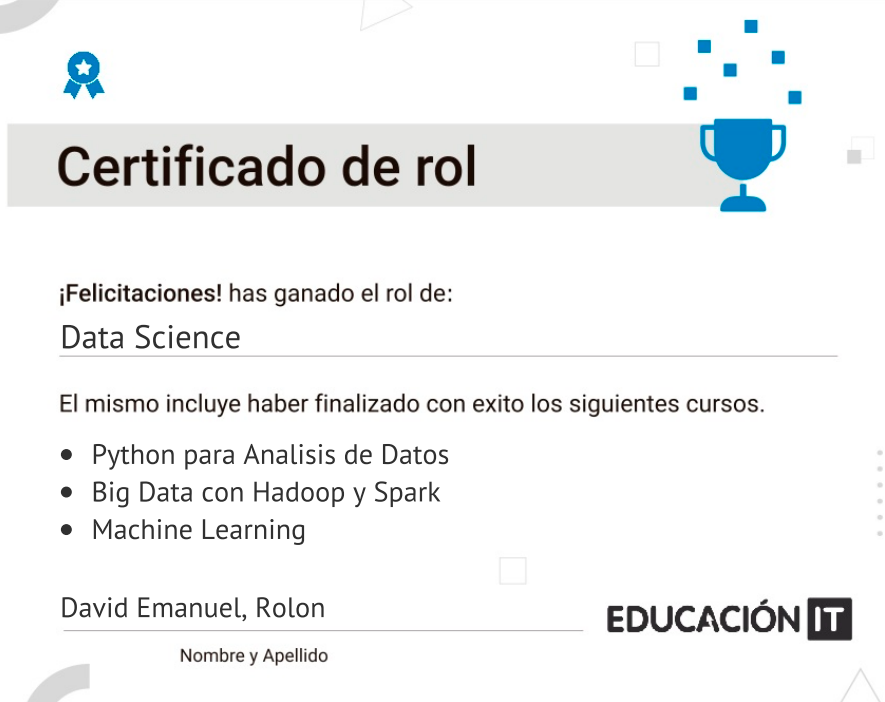 Certificado de rol
¡Felicitaciones! has ganado el rol de:
Data Science
El mismo incluye haber finalizado con exito los siguientes cursos.
• Python para Analisis de Datos
• Big Data con Hadoop y Spark
• Machine Learning
David Emanuel, Rolon
Nombre y Apellido
EDUCACIÓN IT